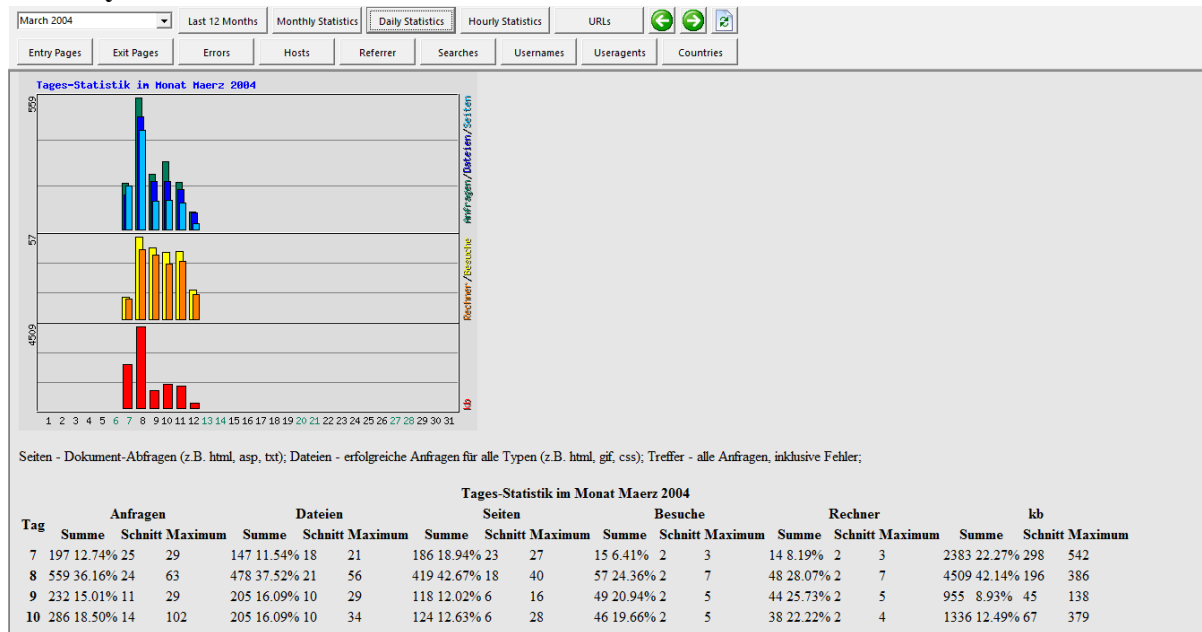 March 2004 Last 12 Months Monthly Statistics Daily Statistics Hourly Statistics URLs
Entry Pages Exit Pages Errors Hosts Referrer Searches Usernames Useragents Countries
Tages-Statistik im Monat Maerz 2004
559
Anfragen/Dateien/Seiten
57
Rechner/Besuche
4509
kb
1 2 3 4 5 6 7 8 9 10 11 12 13 14 15 16 17 18 19 20 21 22 23 24 25 26 27 28 29 30 31
Seiten - Dokument-Abfragen (z.B. html, asp, txt); Dateien - erfolgreiche Anfragen für alle Typen (z.B. html, gif, css); Treffer - alle Anfragen, inklusive Fehler;
Tages-Statistik im Monat Maerz 2004
Tag Anfragen Dateien Seiten Besuche Rechner kb
Summe Schnitt Maximum Summe Schnitt Maximum Summe Schnitt Maximum Summe Schnitt Maximum Summe Schnitt Maximum Summe Schnitt Maximum
7 197 12.74% 25 29 147 11.54% 18 21 186 18.94% 23 27 15 6.41% 2 3 14 8.19% 2 3 2383 22.27% 298 542
8 559 36.16% 24 63 478 37.52% 21 56 419 42.67% 18 40 57 24.36% 2 7 48 28.07% 2 7 4509 42.14% 196 386
9 232 15.01% 11 29 205 16.09% 10 29 118 12.02% 6 16 49 20.94% 2 5 44 25.73% 2 5 955 8.93% 45 138
10 286 18.50% 14 102 205 16.09% 10 34 124 12.63% 6 28 46 19.66% 2 5 38 22.22% 2 4 1336 12.49% 67 379